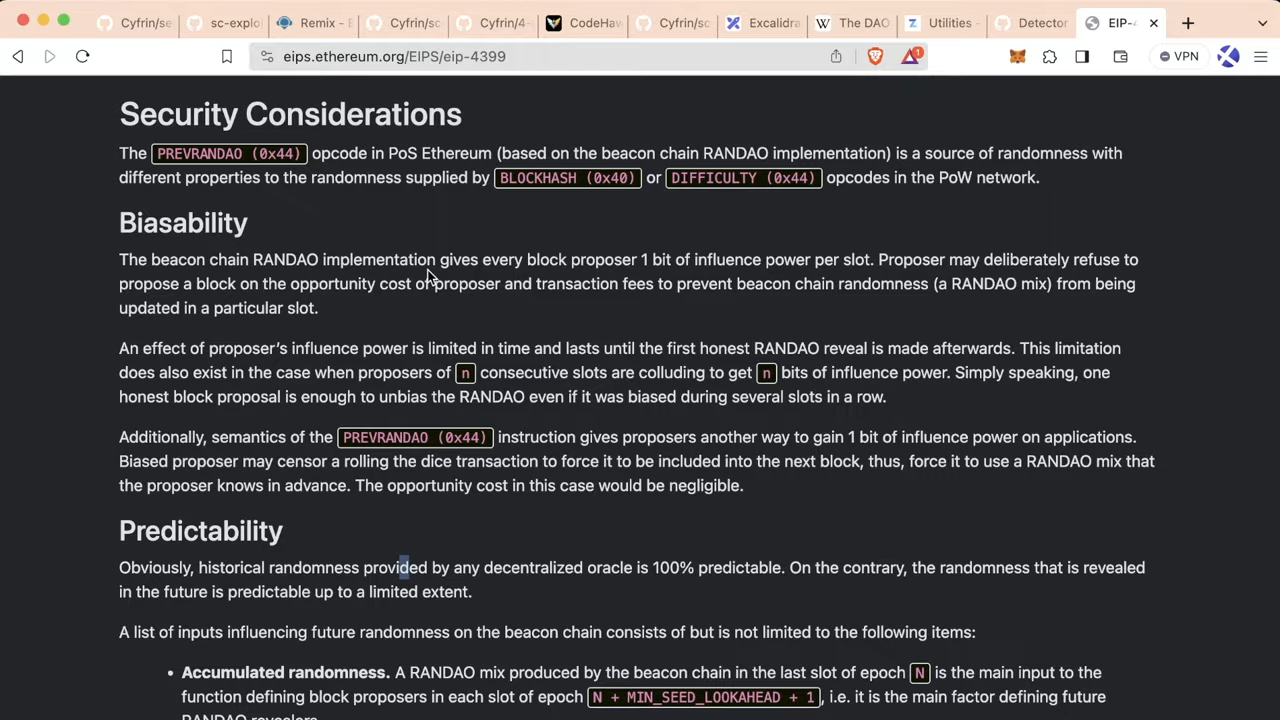 Cyfrin/se
sc-explo
Remix - E
Cyfrin/sc
Cyfrin/4-
CodeHaw
Cyfrin/sc
Excalidra
The DAO
Utilities -
Detector
EIP-4
eips.ethereum.org/EIPS/eip-4399
1
VPN
Security Considerations
The PREVRANDAO (0x44) opcode in PoS Ethereum (based on the beacon chain RANDAO implementation) is a source of randomness with
different properties to the randomness supplied by BLOCKHASH (0x40) or DIFFICULTY (0x44) opcodes in the PoW network.
Biasability
The beacon chain RANDAO implementation gives every block proposer 1 bit of influence power per slot. Proposer may deliberately refuse to
propose a block on the opportunity cost of proposer and transaction fees to prevent beacon chain randomness (a RANDAO mix) from being
updated in a particular slot.
An effect of proposer’s influence power is limited in time and lasts until the first honest RANDAO reveal is made afterwards. This limitation
does also exist in the case when proposers of n consecutive slots are colluding to get n bits of influence power. Simply speaking, one
honest block proposal is enough to unbias the RANDAO even if it was biased during several slots in a row.
Additionally, semantics of the PREVRANDAO (0x44) instruction gives proposers another way to gain 1 bit of influence power on applications.
Biased proposer may censor a rolling the dice transaction to force it to be included into the next block, thus, force it to use a RANDAO mix that
the proposer knows in advance. The opportunity cost in this case would be negligible.
Predictability
Obviously, historical randomness provided by any decentralized oracle is 100% predictable. On the contrary, the randomness that is revealed
in the future is predictable up to a limited extent.
A list of inputs influencing future randomness on the beacon chain consists of but is not limited to the following items:
• Accumulated randomness. A RANDAO mix produced by the beacon chain in the last slot of epoch N is the main input to the
function defining block proposers in each slot of epoch N + MIN_SEED_LOOKAHEAD + 1, i.e. it is the main factor defining future
RANDAO revealers.